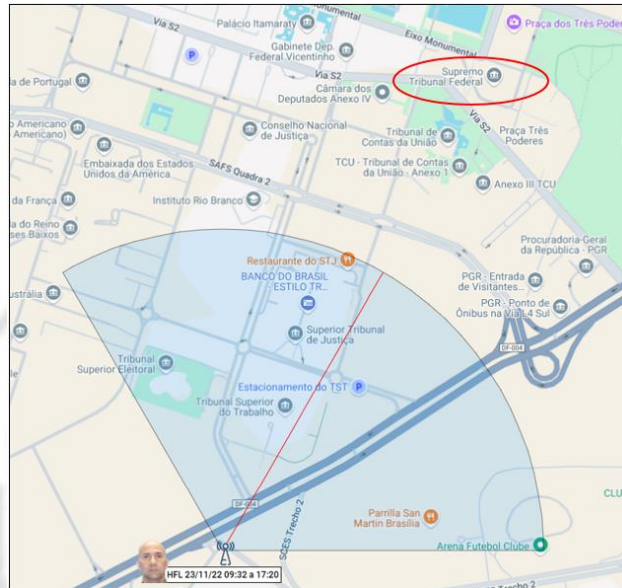 Via S2
Eixo Monumental
Palácio Itamaraty
Praça dos Três Poderes
Gabinete Dep.
Federal Vicentinho
Via S2
Supremo
Tribunal Federal
da de Portugal
Câmara dos
Deputados Anexo IV
Via S2
Americano
Americano)
Conselho Nacional
de Justiça
Tribunal de
Contas da União
Praça Três
Poderes
Embaixada dos Estados
Unidos da América
SAFS Quadra 2
TCU - Tribunal de Contas
da União - Anexo 1
Anexo III TCU
da França
Instituto Rio Branco
da do Reino
ses Baixos
Procuradoria-Geral
da República - PGR
Restaurante do STJ
BANCO DO BRASIL
ESTILO TR...
PGR - Entrada
de Visitantes...
ustrália
PGR - Ponto de
Ônibus na Via L4 Sul
Superior Tribunal
de Justiça
DF-004
Tribunal
Superior Eleitoral
Estacionamento do TST
Tribunal Superior
do Trabalho
DF-004
CLU
Parrilla San
Martin Brasília
SCES Trecho 2
Arena Futebol Clube
HFL 23/11/22 09:32 a 17:20
SCES Trecho 2